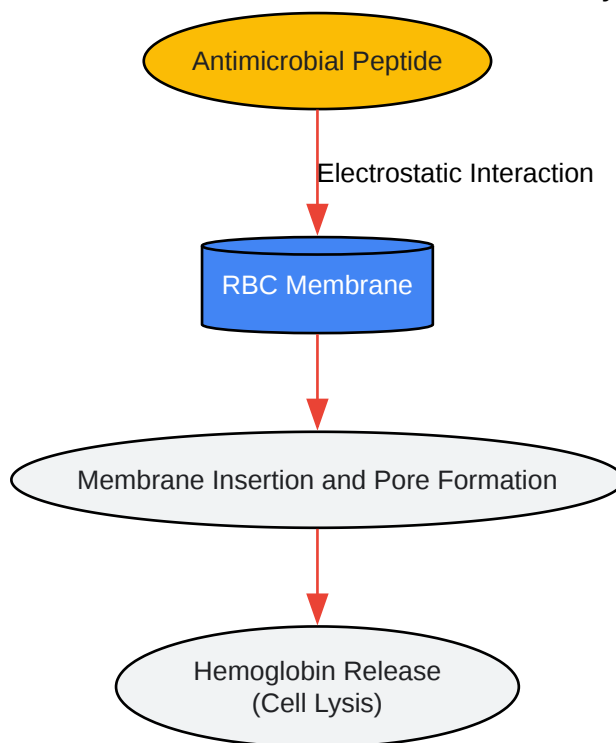 Antimicrobial Peptide
Electrostatic Interaction
RBC Membrane
Membrane Insertion and Pore Formation
Hemoglobin Release
(Cell Lysis)